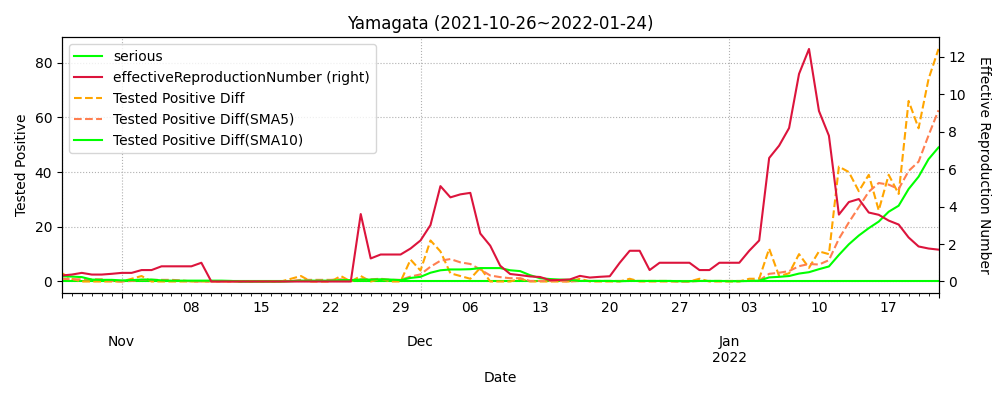 Yamagata (2021-10-26~2022-01-24)
serious
effectiveReproductionNumber (right)
Tested Positive Diff
Tested Positive Diff(SMA5)
Tested Positive Diff(SMA10)
Tested Positive
80
60
40
20
0
12
10
8
6
4
2
0
Effective Reproduction Number
08 15 22 29 06 13 20 27 03 10 17
Nov Dec Jan
2022
Date